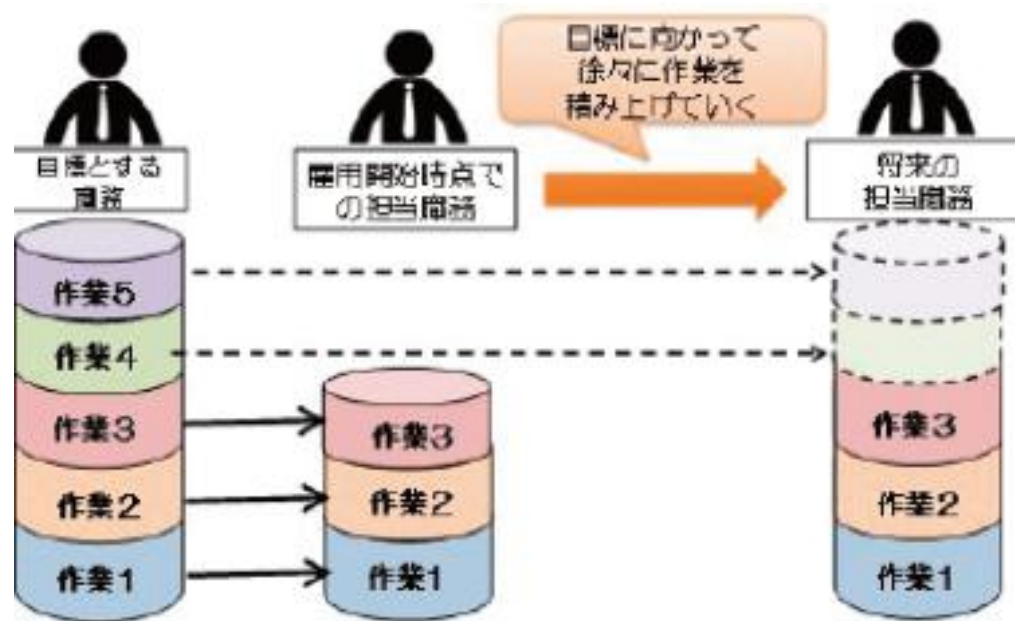 目標に向かって
徐々に作業を
積み上げていく
目標とする
職務
雇用開始時点で
の担当職務
将来の
担当職務
作業5
作業4
作業3
作業2
作業1
作業3
作業2
作業1
作業3
作業2
作業1